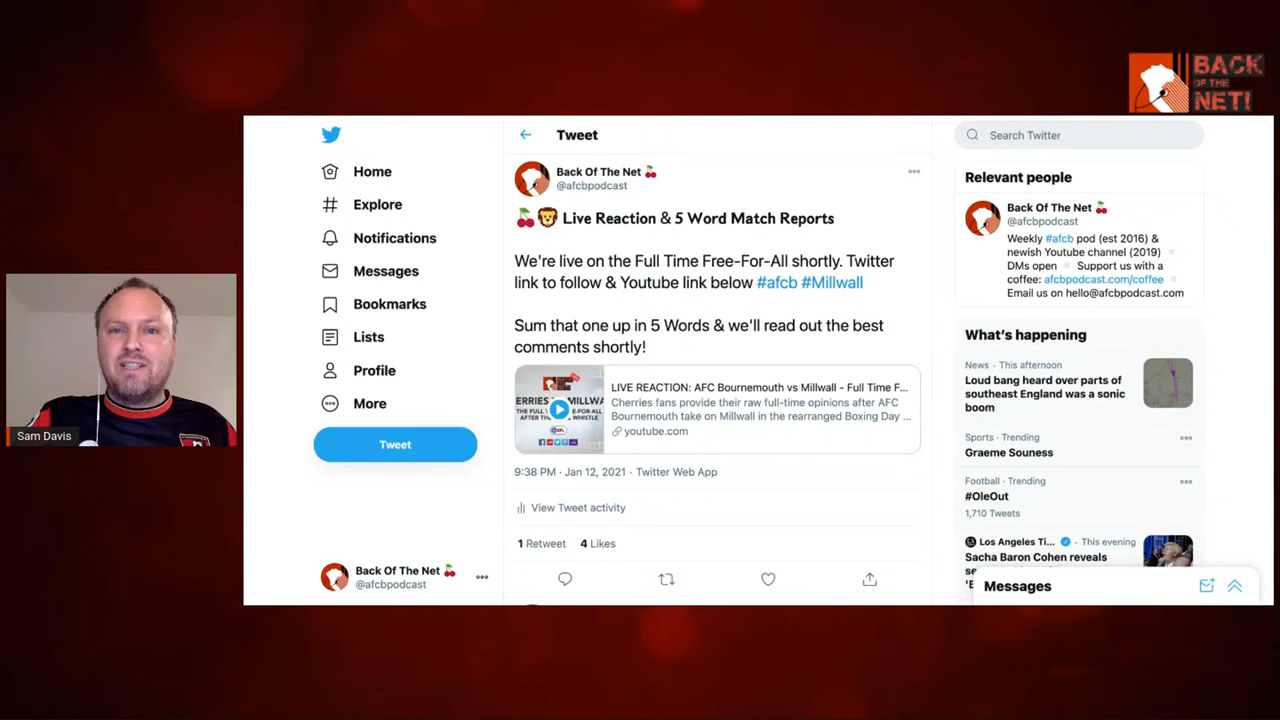 BACK
OF THE
NET!
Sam Davis
Home
Explore
Notifications
Messages
Bookmarks
Lists
Profile
More
Tweet
Back Of The Net 🍒
@afcbpodcast
Tweet
Back Of The Net 🍒
@afcbpodcast
🍒🦁 Live Reaction & 5 Word Match Reports
We're live on the Full Time Free-For-All shortly. Twitter
link to follow & Youtube link below #afcb #Millwall
Sum that one up in 5 Words & we'll read out the best
comments shortly!
LIVE REACTION: AFC Bournemouth vs Millwall - Full Time F...
Cherries fans provide their raw full-time opinions after AFC
Bournemouth take on Millwall in the rearranged Boxing Day ...
youtube.com
9:38 PM · Jan 12, 2021 · Twitter Web App
View Tweet activity
1 Retweet 4 Likes
Search Twitter
Relevant people
Back Of The Net 🍒
@afcbpodcast
Weekly #afcb pod (est 2016) &
newish Youtube channel (2019)
DMs open Support us with a
coffee: afcbpodcast.com/coffee
Email us on hello@afcbpodcast.com
What's happening
News · This afternoon
Loud bang heard over parts of
southeast England was a sonic
boom
Sports · Trending
Graeme Souness
Football · Trending
#OleOut
1,710 Tweets
Los Angeles Ti... · This evening
Sacha Baron Cohen reveals
Messages